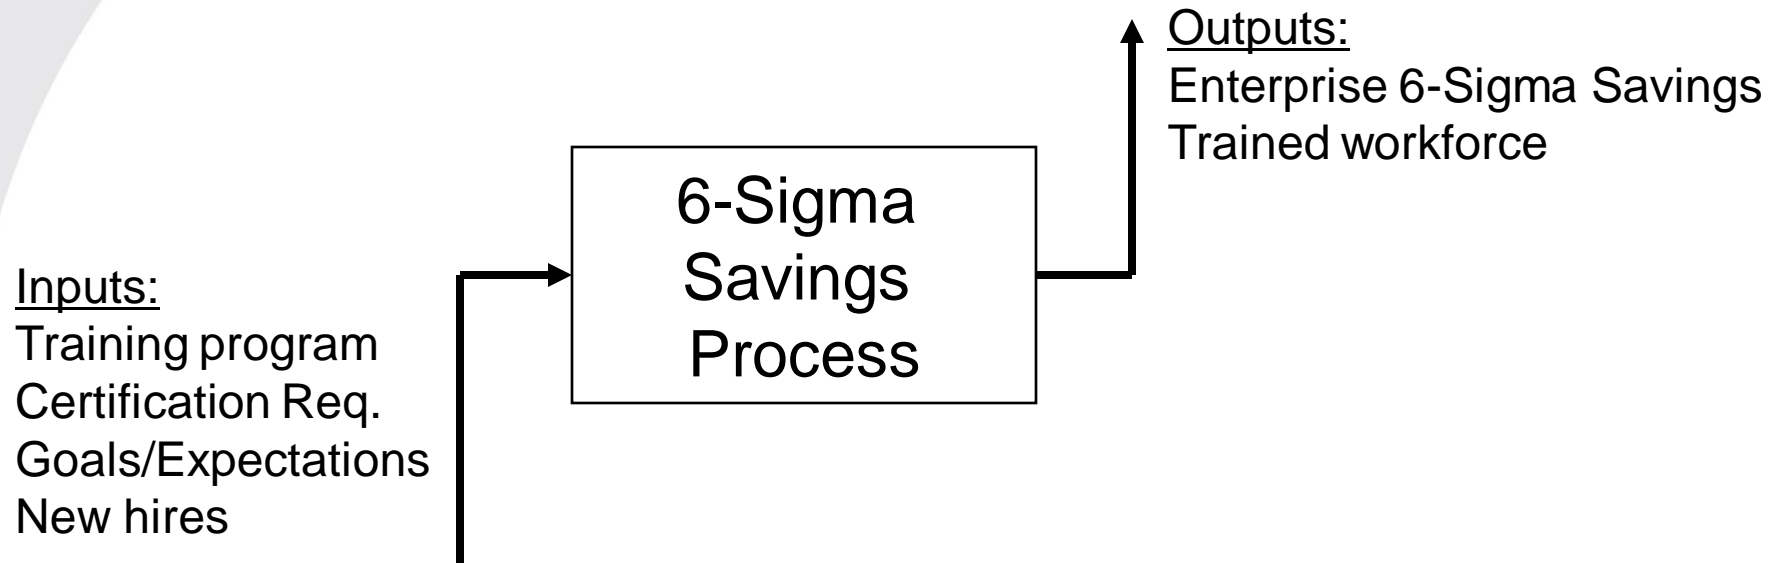 Inputs:
Training program
Certification Req.
Goals/Expectations
New hires
6-Sigma
Savings
Process
Outputs:
Enterprise 6-Sigma Savings
Trained workforce